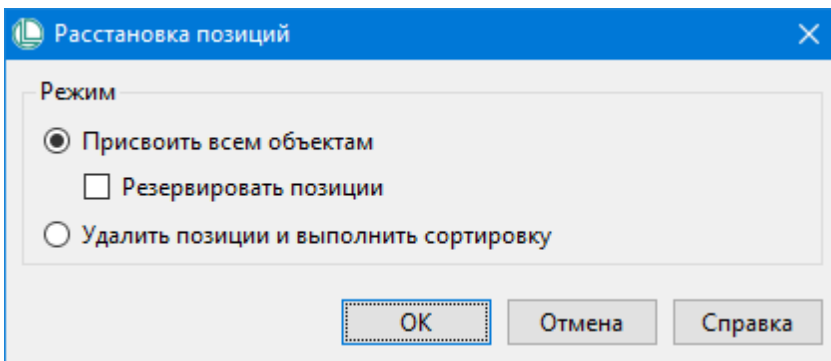 Расстановка позиций
Режим
Присвоить всем объектам
Резервировать позиции
Удалить позиции и выполнить сортировку
OK Отмена Справка